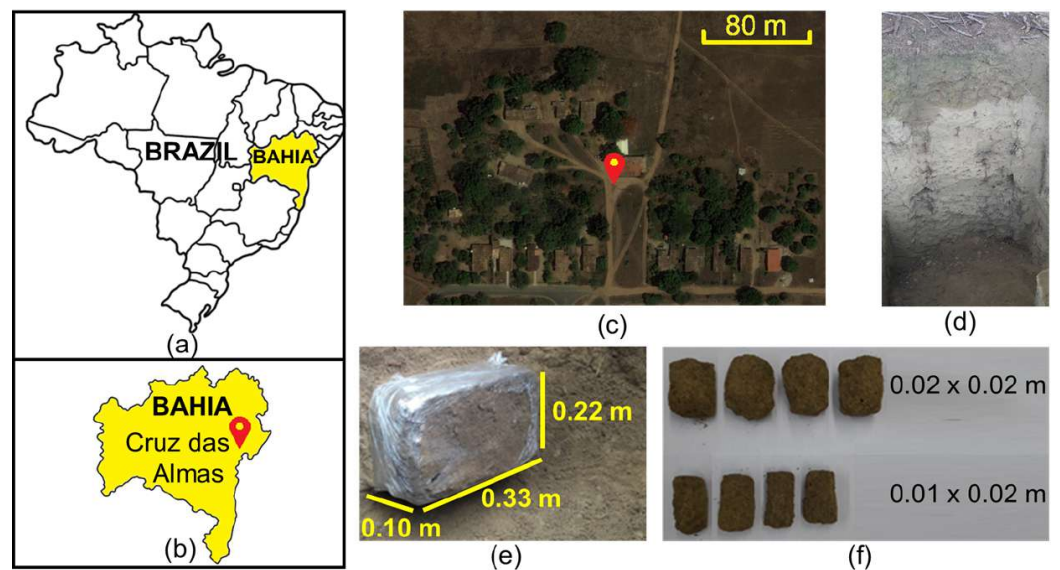 BRAZIL
BAHIA
(a)
BAHIA
Cruz das
Almas
(b)
80 m
(c)
(d)
0.22 m
0.33 m
0.10 m
(e)
0.02 x 0.02 m
0.01 x 0.02 m
(f)